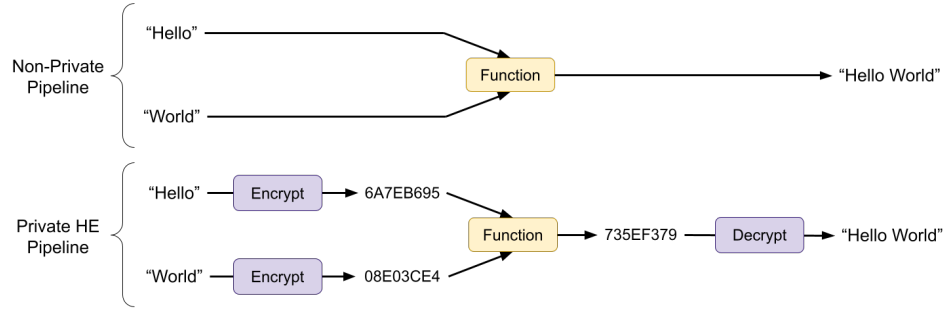 Non-Private
Pipeline
“Hello”
“World”
Function
“Hello World”
Private HE
Pipeline
“Hello”
Encrypt
6A7EB695
“World”
Encrypt
08E03CE4
Function
735EF379
Decrypt
“Hello World”